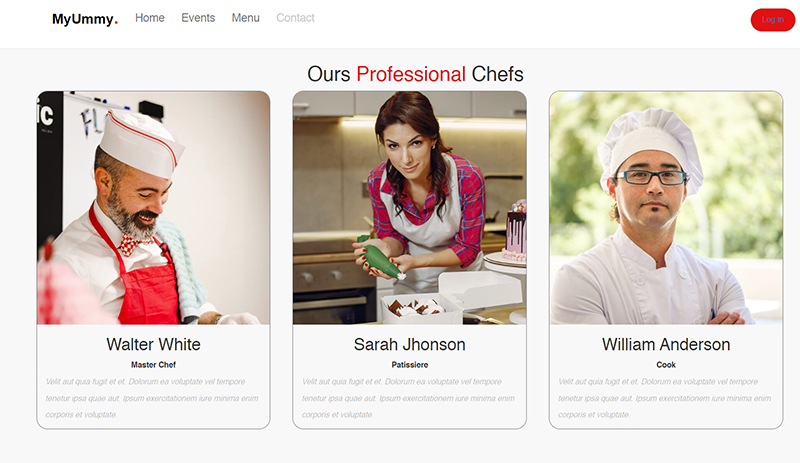 MyUmmy. Home Events Menu Contact Log in
Ours Professional Chefs
ic
FL
Walter White
Master Chef
Velit aut quia fugit et et. Dolorum ea voluptate vel tempore
tenetur ipsa quae aut. Ipsum exercitationem iure minima enim
corporis et voluptate.
Sarah Jhonson
Patissiere
Velit aut quia fugit et et. Dolorum ea voluptate vel tempore
tenetur ipsa quae aut. Ipsum exercitationem iure minima enim
corporis et voluptate.
William Anderson
Cook
Velit aut quia fugit et et. Dolorum ea voluptate vel tempore
tenetur ipsa quae aut. Ipsum exercitationem iure minima enim
corporis et voluptate.